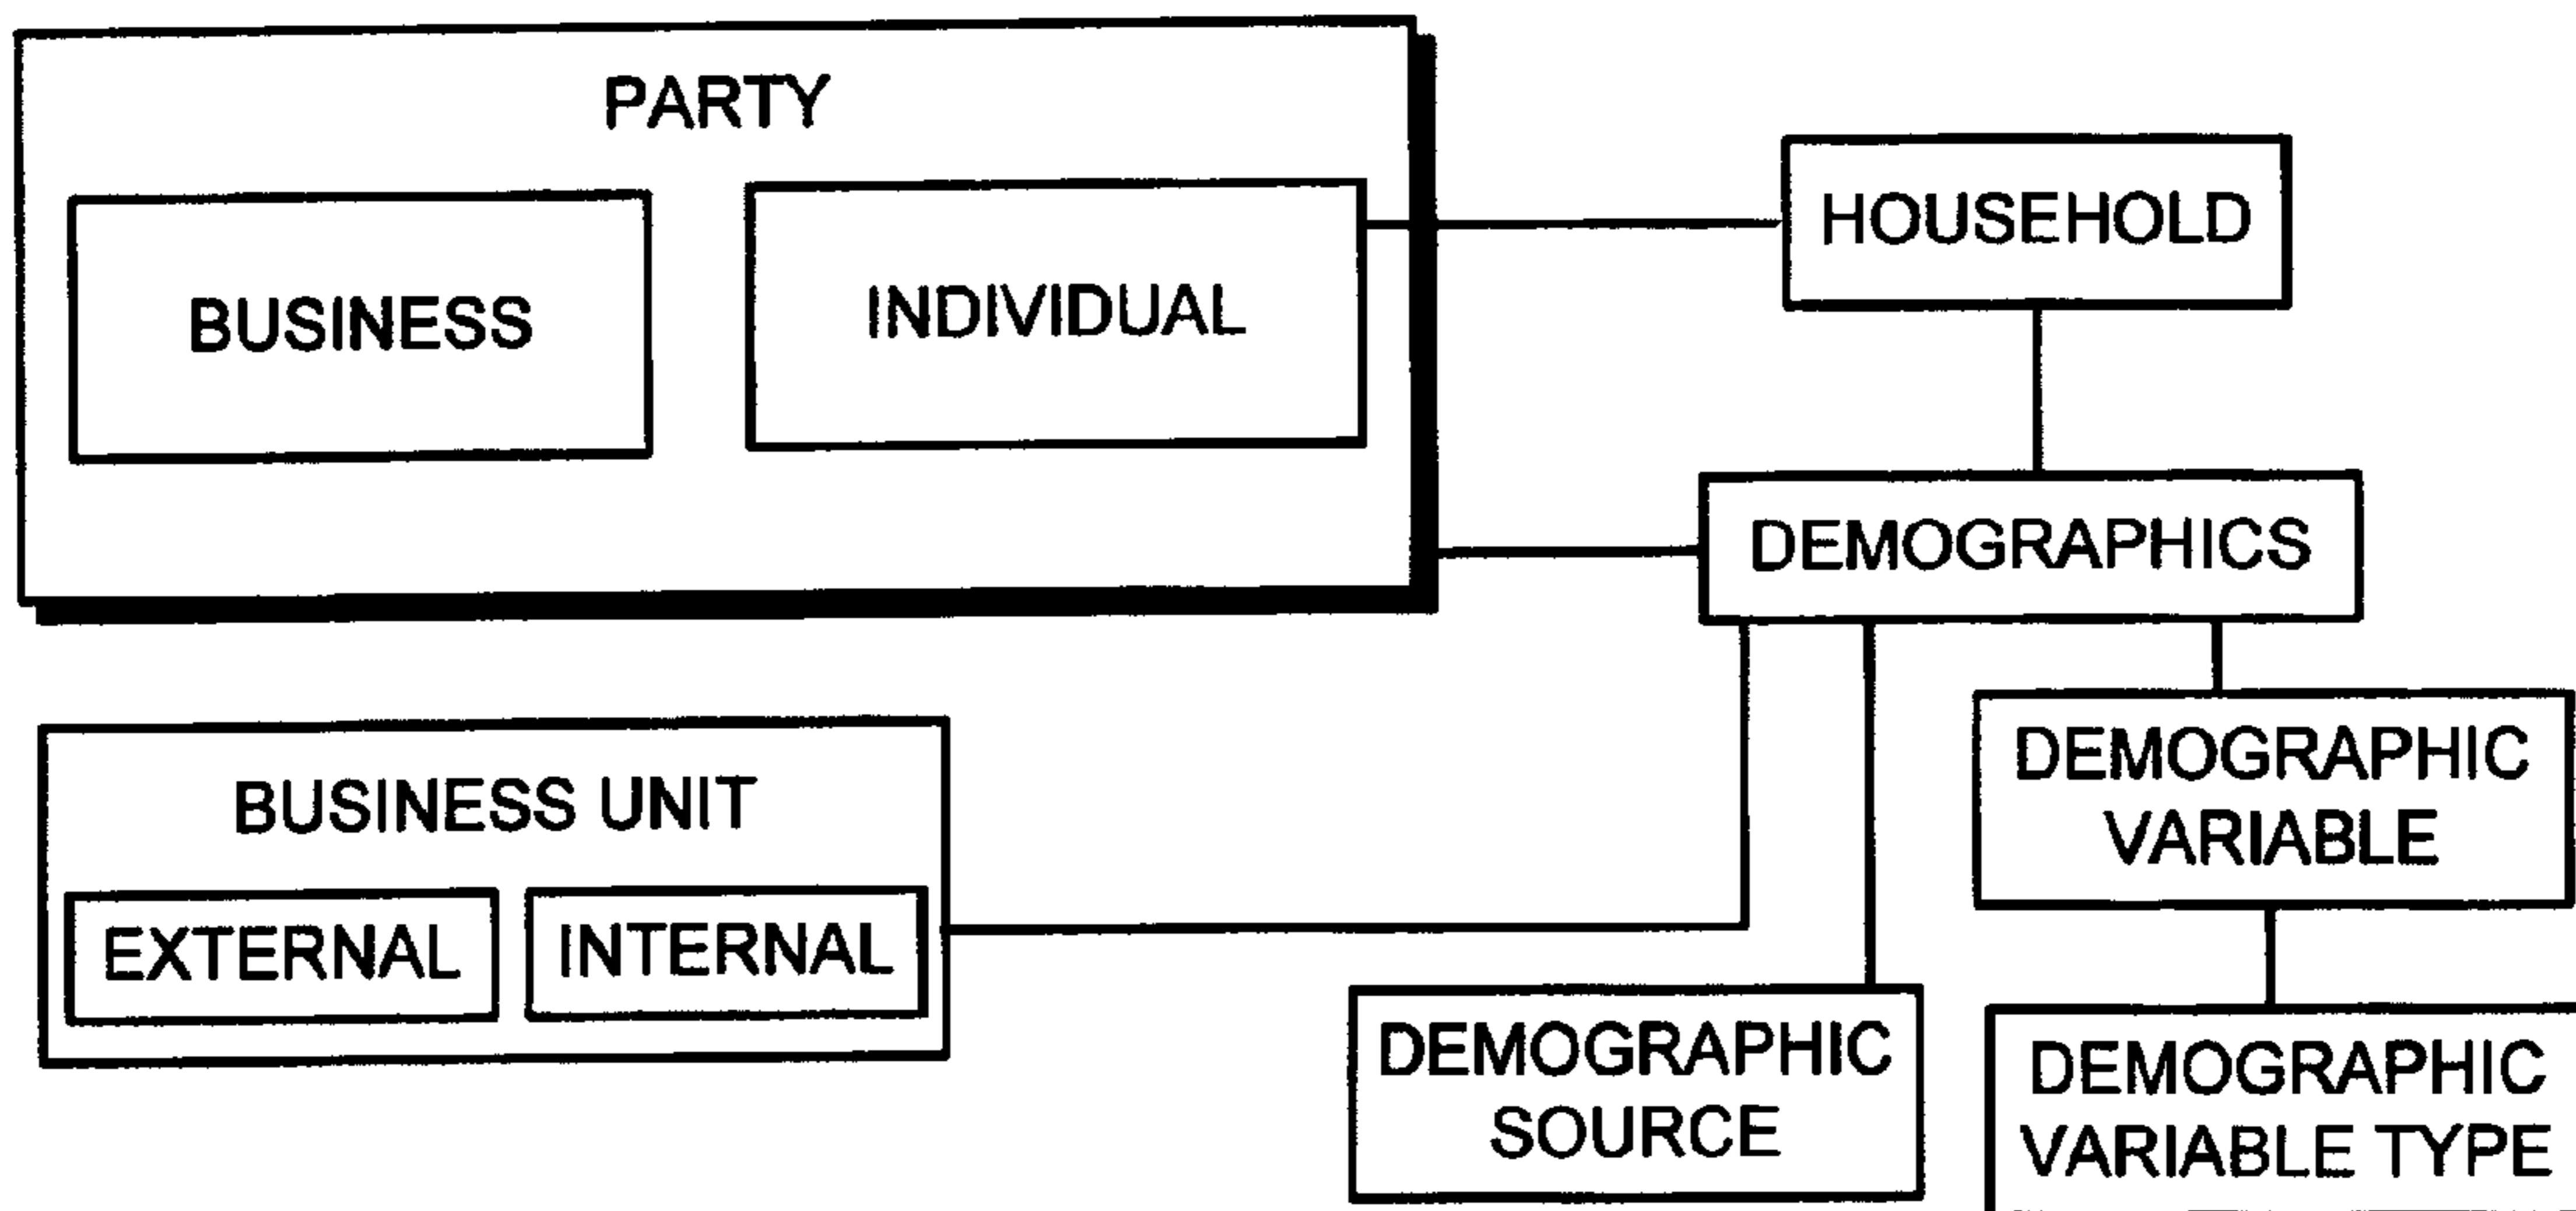 PARTY
BUSINESS
INDIVIDUAL
HOUSEHOLD
DEMOGRAPHICS
BUSINESS UNIT
EXTERNAL
INTERNAL
DEMOGRAPHIC
VARIABLE
DEMOGRAPHIC
SOURCE
DEMOGRAPHIC
VARIABLE TYPE